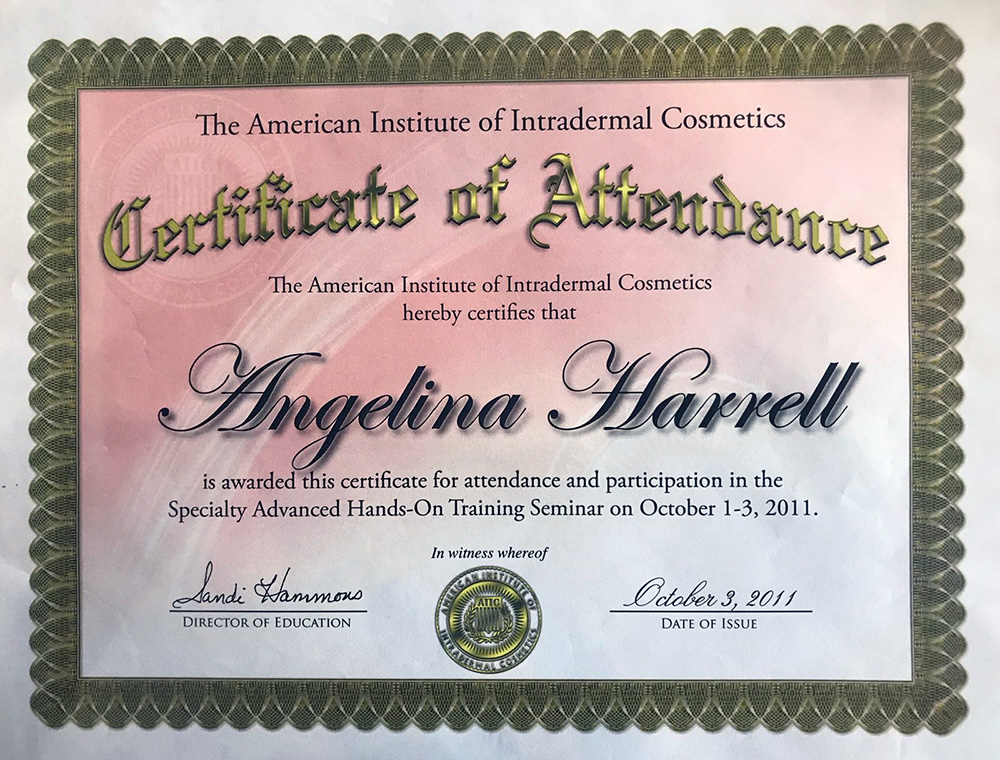 The American Institute of Intradermal Cosmetics
Certificate of Attendance
The American Institute of Intradermal Cosmetics
hereby certifies that
Angelina Harrell
is awarded this certificate for attendance and participation in the
Specialty Advanced Hands-On Training Seminar on October 1-3, 2011.
In witness whereof
Sandi Hammons
DIRECTOR OF EDUCATION
AMERICAN INSTITUTE OF
AIIC
INTRADERMAL COSMETICS
October 3, 2011
DATE OF ISSUE